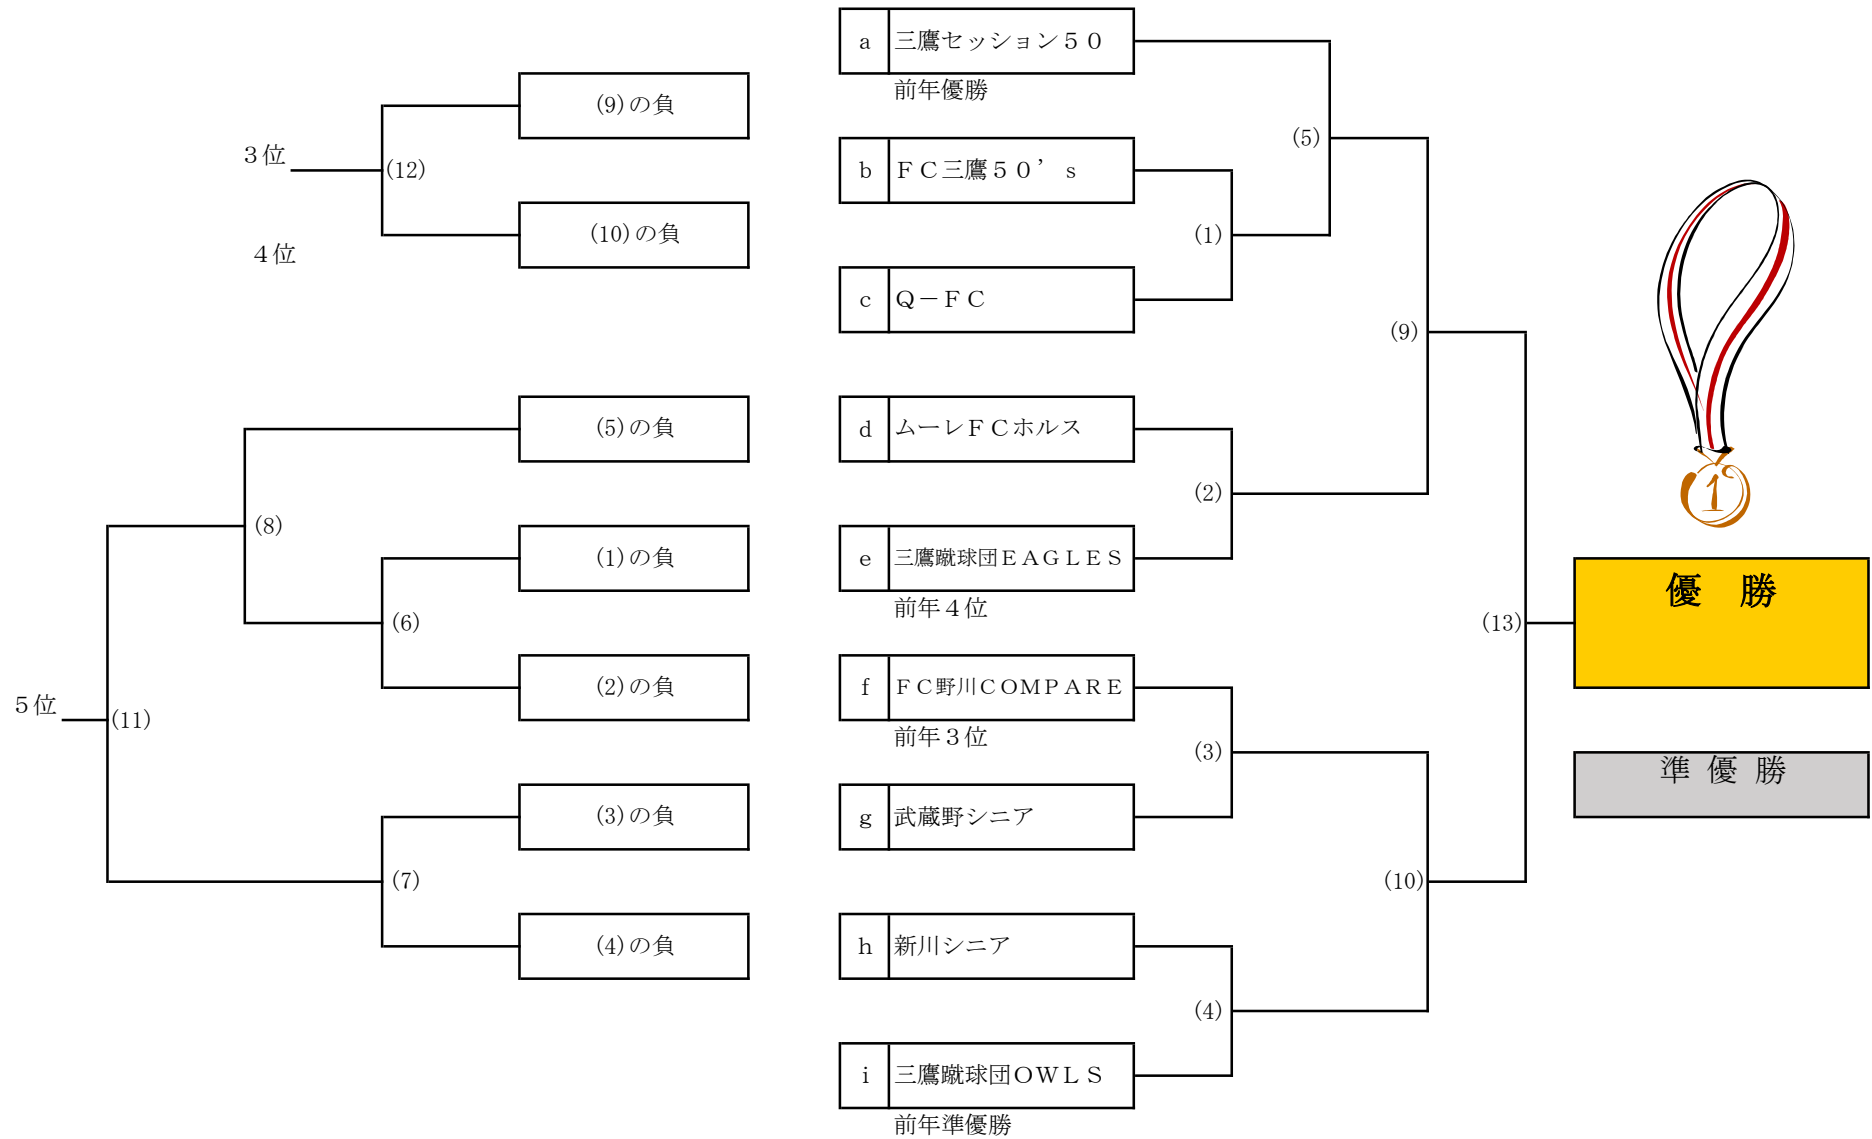 a 三鷹セッション５０
前年優勝
(9)の負
(5)
３位
(12)
b ＦＣ三鷹５０’ｓ
(10)の負
(1)
４位
c Ｑ－ＦＣ
(9)
(5)の負
d ムーレＦＣホルス
(2)
(8)
(1)の負
e 三鷹蹴球団ＥＡＧＬＥＳ
前年４位
1
優 勝
(6)
(13)
(2)の負
f ＦＣ野川ＣＯＭＰＡＲＥ
前年３位
５位
(11)
(3)
準 優 勝
(3)の負
g 武蔵野シニア
(7)
(10)
(4)の負
h 新川シニア
(4)
i 三鷹蹴球団ＯＷＬＳ
前年準優勝